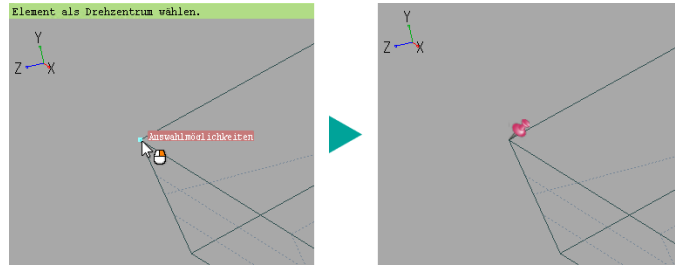 Element als Drehzentrum wählen.
Y
Z X
Auswahlmöglichkeiten
Y
Z X